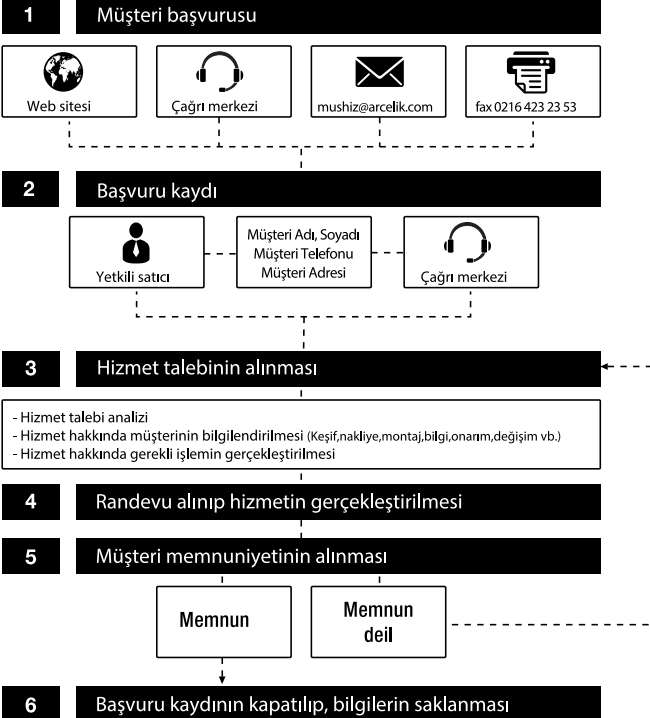 1 Müşteri başvurusu
Web sitesi
Çağrı merkezi
mushiz@arcelik.com
fax 0216 423 23 53
2 Başvuru kaydı
Yetkili satıcı
Müşteri Adı, Soyadı
Müşteri Telefonu
Müşteri Adresi
Çağrı merkezi
3 Hizmet talebinin alınması
- Hizmet talebi analizi
- Hizmet hakkında müşterinin bilgilendirilmesi (Keşif,nakliye,montaj,bilgi,onarım,değişim vb.)
- Hizmet hakkında gerekli işlemin gerçekleştirilmesi
4 Randevu alınıp hizmetin gerçekleştirilmesi
5 Müşteri memnuniyetinin alınması
Memnun
Memnun
deil
6 Başvuru kaydının kapatılıp, bilgilerin saklanması